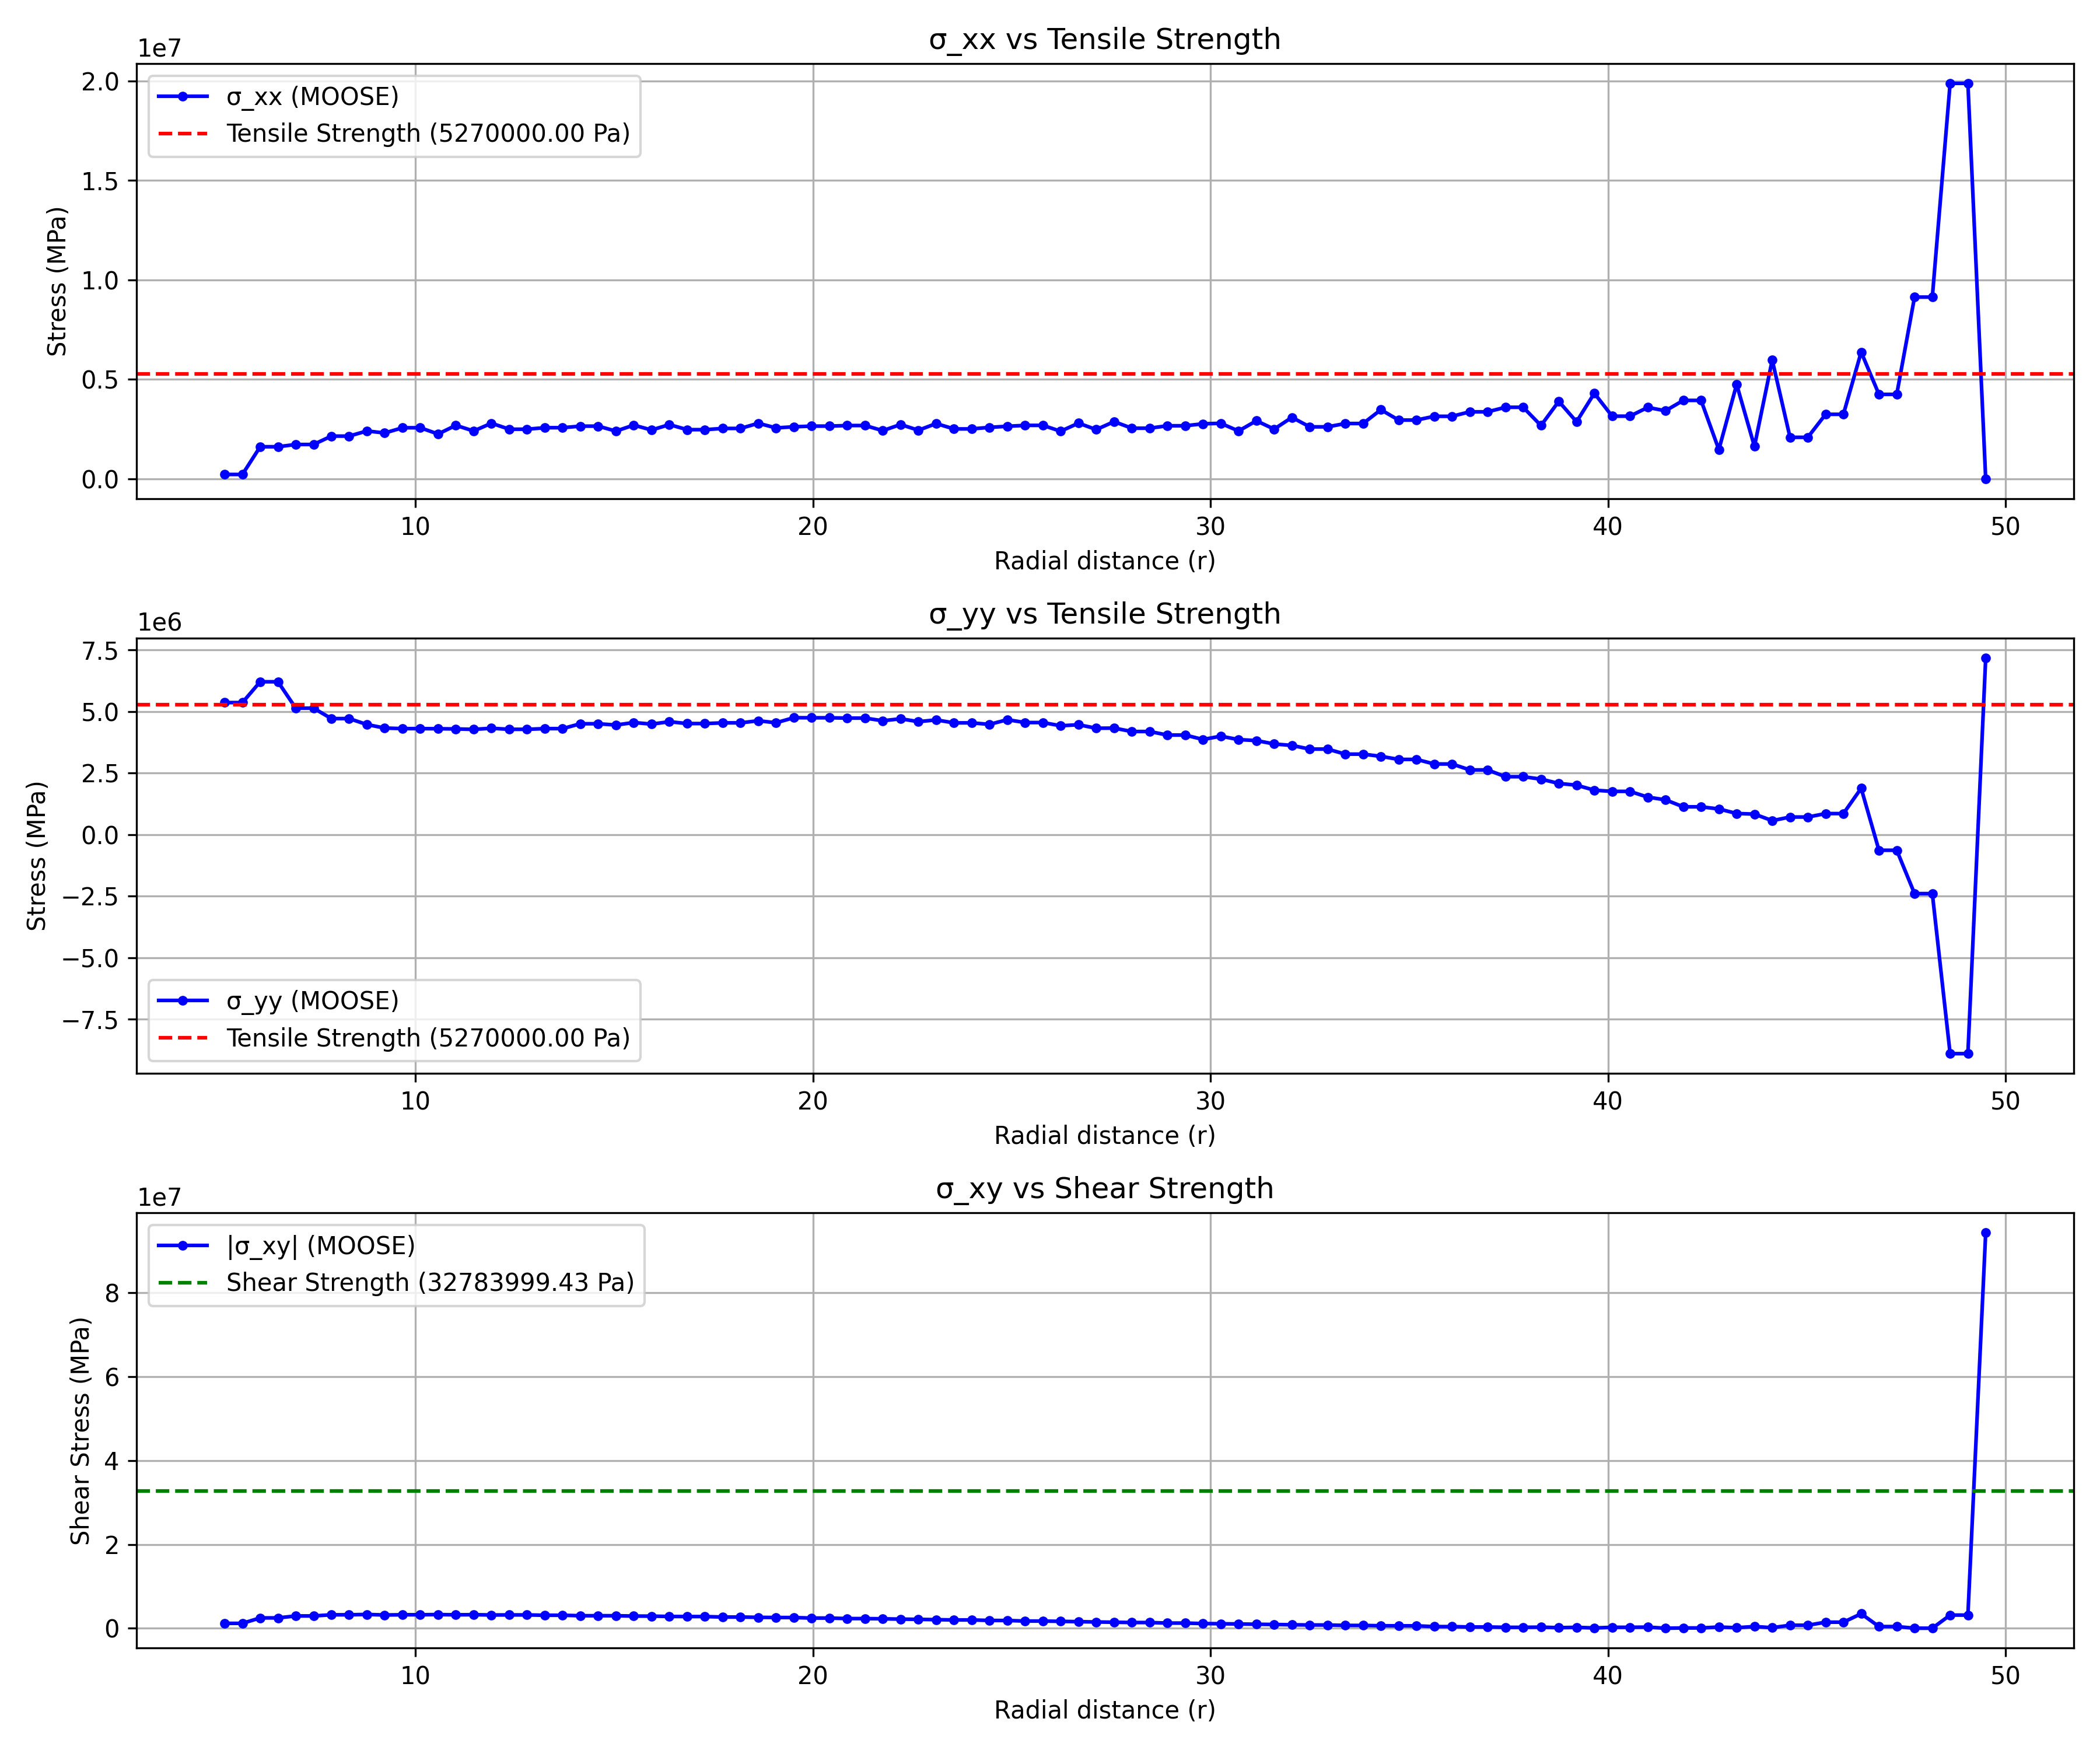 σ_xx vs Tensile Strength
1e7
σ_xx (MOOSE)
Tensile Strength (5270000.00 Pa)
Stress (MPa)
2.0
1.5
1.0
0.5
0.0
10 20 30 40 50
Radial distance (r)
σ_yy vs Tensile Strength
1e6
7.5
5.0
2.5
0.0
−2.5
−5.0
−7.5
Stress (MPa)
σ_yy (MOOSE)
Tensile Strength (5270000.00 Pa)
10 20 30 40 50
Radial distance (r)
σ_xy vs Shear Strength
1e7
|σ_xy| (MOOSE)
Shear Strength (32783999.43 Pa)
Shear Stress (MPa)
8
6
4
2
0
10 20 30 40 50
Radial distance (r)